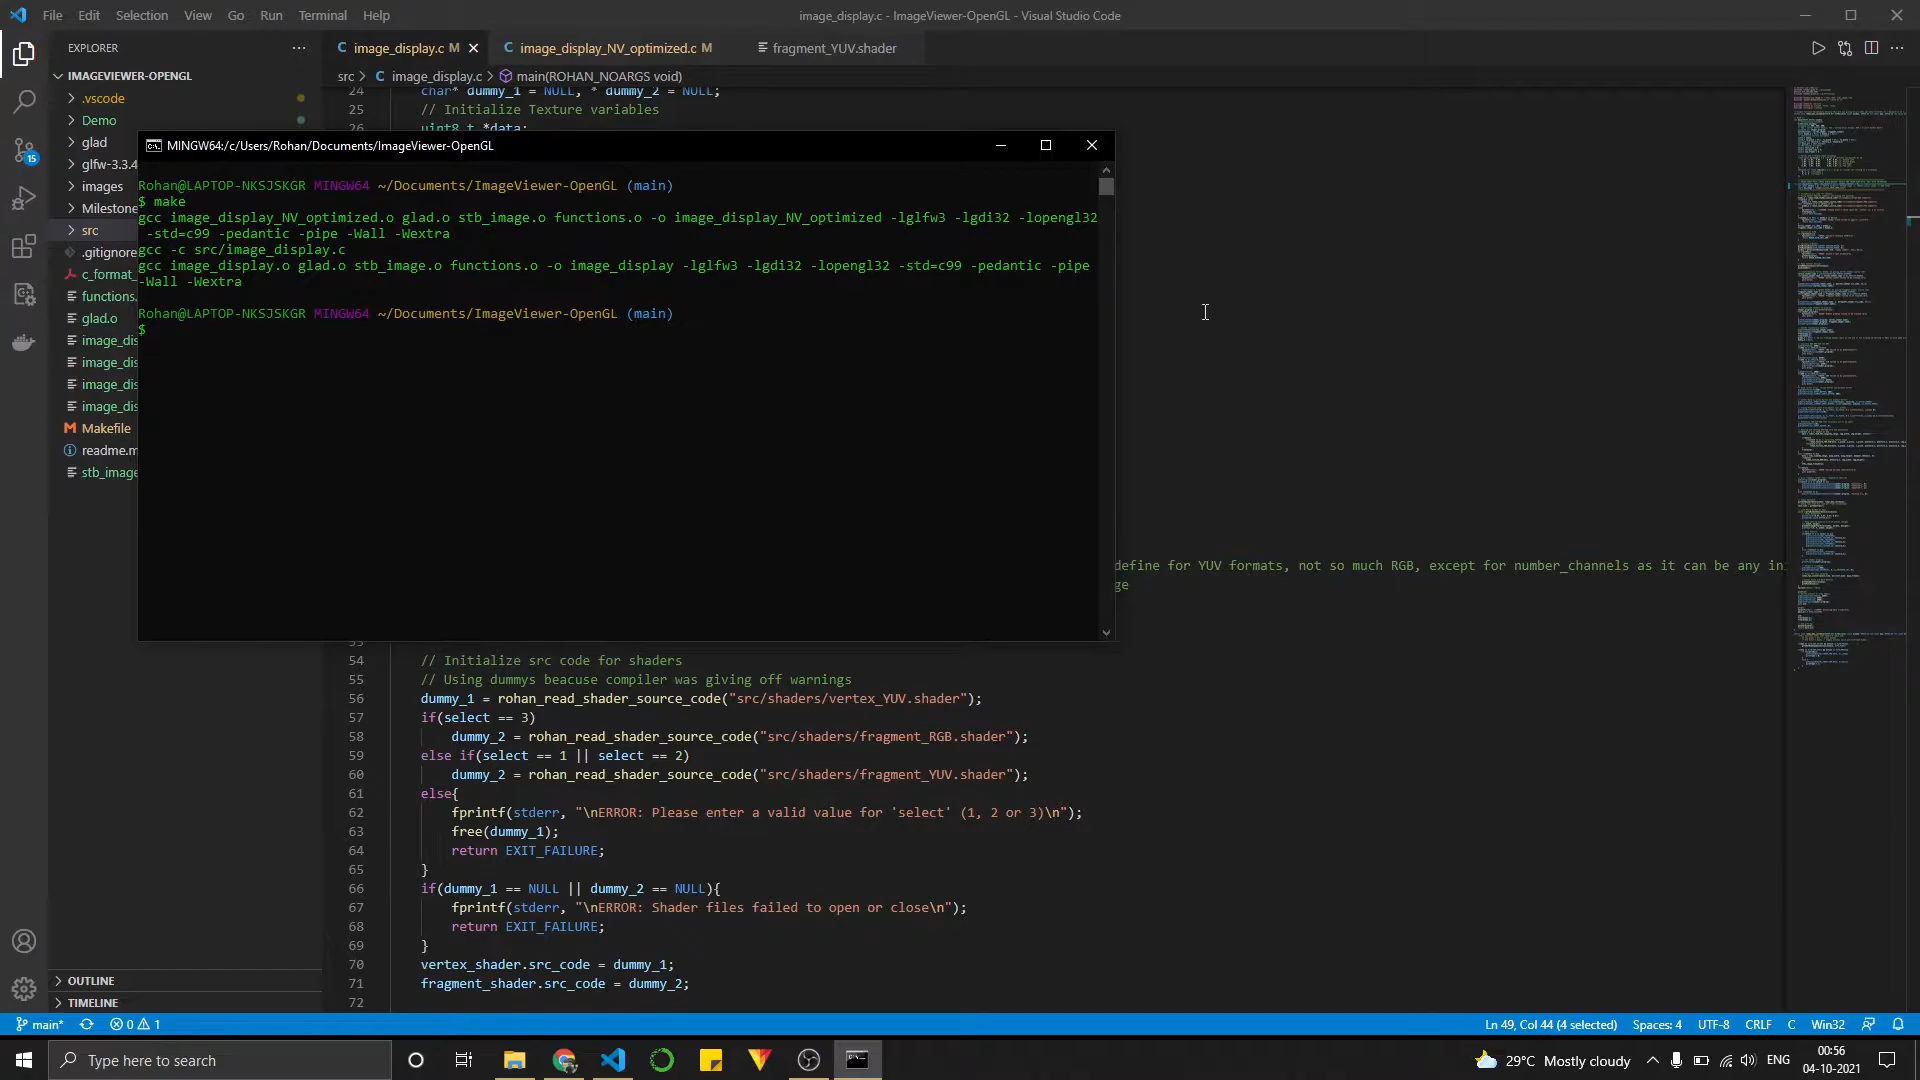 File Edit Selection View Go Run Terminal Help
image_display.c - ImageViewer-OpenGL - Visual Studio Code
EXPLORER
image_display.c M
image_display_NV_optimized.c M
fragment_YUV.shader
IMAGEVIEWER-OPENGL
src > C image_display.c > main(ROHAN_NOARGS void)
.vscode
Demo
glad
glfw-3.3.4
images
Milestone
src
.gitignore
c_format_
functions.
glad.o
image_dis
image_dis
image_dis
image_dis
Makefile
readme.m
stb_image
OUTLINE
TIMELINE
24 char* dummy_1 = NULL, * dummy_2 = NULL;
25 // Initialize Texture variables
26 uint8_t *data;
MINGW64:/c/Users/Rohan/Documents/ImageViewer-OpenGL
Rohan@LAPTOP-NKSJSKGR MINGW64 ~/Documents/ImageViewer-OpenGL (main)
$ make
gcc image_display_NV_optimized.o glad.o stb_image.o functions.o -o image_display_NV_optimized -lglfw3 -lgdi32 -lopengl32
-std=c99 -pedantic -pipe -Wall -Wextra
gcc -c src/image_display.c
gcc image_display.o glad.o stb_image.o functions.o -o image_display -lglfw3 -lgdi32 -lopengl32 -std=c99 -pedantic -pipe
-Wall -Wextra
Rohan@LAPTOP-NKSJSKGR MINGW64 ~/Documents/ImageViewer-OpenGL (main)
$
define for YUV formats, not so much RGB, except for number_channels as it can be any in
ge
54 // Initialize src code for shaders
55 // Using dummys beacuse compiler was giving off warnings
56 dummy_1 = rohan_read_shader_source_code("src/shaders/vertex_YUV.shader");
57 if(select == 3)
58 dummy_2 = rohan_read_shader_source_code("src/shaders/fragment_RGB.shader");
59 else if(select == 1 || select == 2)
60 dummy_2 = rohan_read_shader_source_code("src/shaders/fragment_YUV.shader");
61 else{
62 fprintf(stderr, "\nERROR: Please enter a valid value for 'select' (1, 2 or 3)\n");
63 free(dummy_1);
64 return EXIT_FAILURE;
65 }
66 if(dummy_1 == NULL || dummy_2 == NULL){
67 fprintf(stderr, "\nERROR: Shader files failed to open or close\n");
68 return EXIT_FAILURE;
69 }
70 vertex_shader.src_code = dummy_1;
71 fragment_shader.src_code = dummy_2;
72
15
main* 0 1
Ln 49, Col 44 (4 selected) Spaces: 4 UTF-8 CRLF C Win32
Type here to search
29°C Mostly cloudy
ENG
00:56
04-10-2021